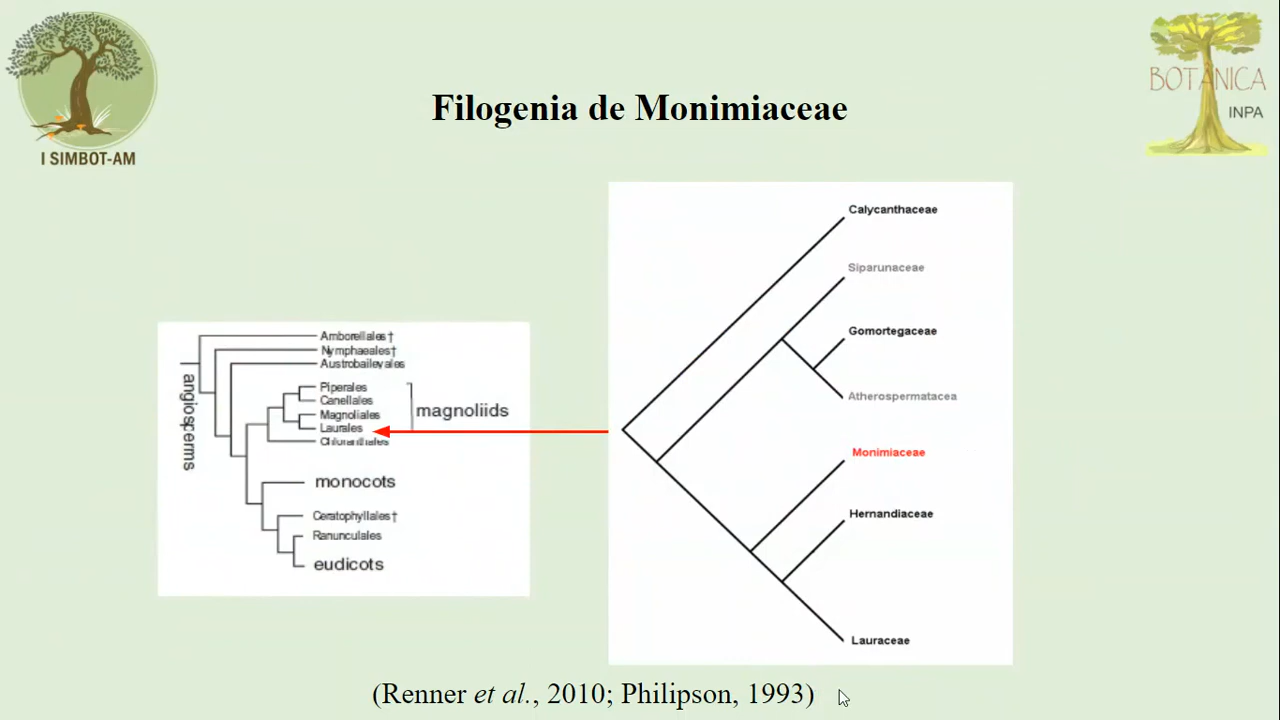 I SIMBOT-AM
BOTÂNICA
INPA
Filogenia de Monimiaceae
angiosperms
Amborellales †
Nymphaeales†
Austrobaileyales
Piperales
Canellales
Magnoliales
Laurales
Chloranthales
magnoliids
monocots
Ceratophyllales†
Ranunculales
eudicots
Calycanthaceae
Siparunaceae
Gomortegaceae
Atherospermatacea
Monimiaceae
Hernandiaceae
Lauraceae
(Renner et al., 2010; Philipson, 1993)